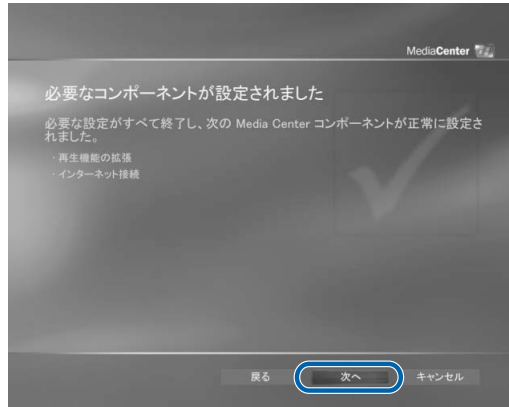 MediaCenter
必要なコンポーネントが設定されました
必要な設定がすべて終了し、次の Media Center コンポーネントが正常に設定さ
れました。
・再生機能の拡張
・インターネット接続
戻る 次へ キャンセル